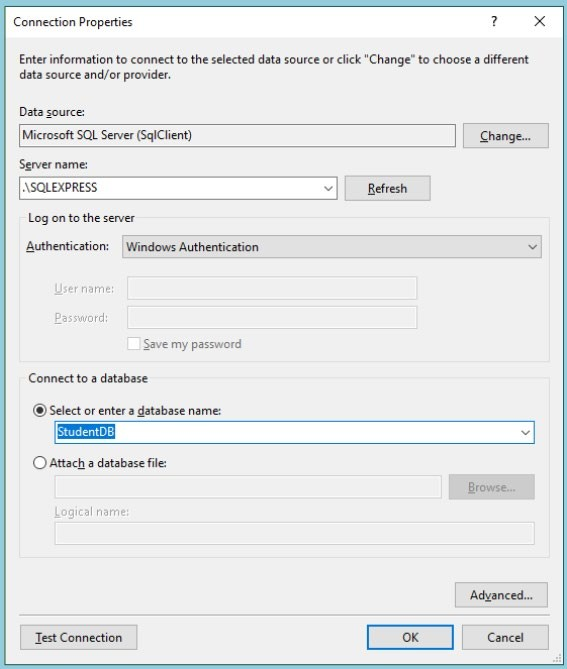 Connection Properties
?
Enter information to connect to the selected data source or click "Change" to choose a different
data source and/or provider.
Data source:
Microsoft SQL Server (SqlClient)
Change...
Server name:
.\SQLEXPRESS
Refresh
Log on to the server
Authentication:
Windows Authentication
User name:
Password:
Save my password
Connect to a database
Select or enter a database name:
StudentDB
Attach a database file:
Browse...
Logical name:
Advanced...
Test Connection
OK
Cancel